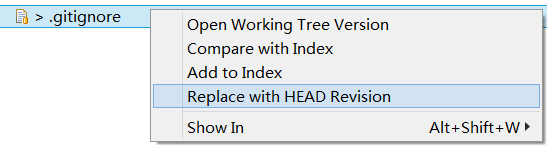 > .gitignore
Open Working Tree Version
Compare with Index
Add to Index
Replace with HEAD Revision
Show In Alt+Shift+W